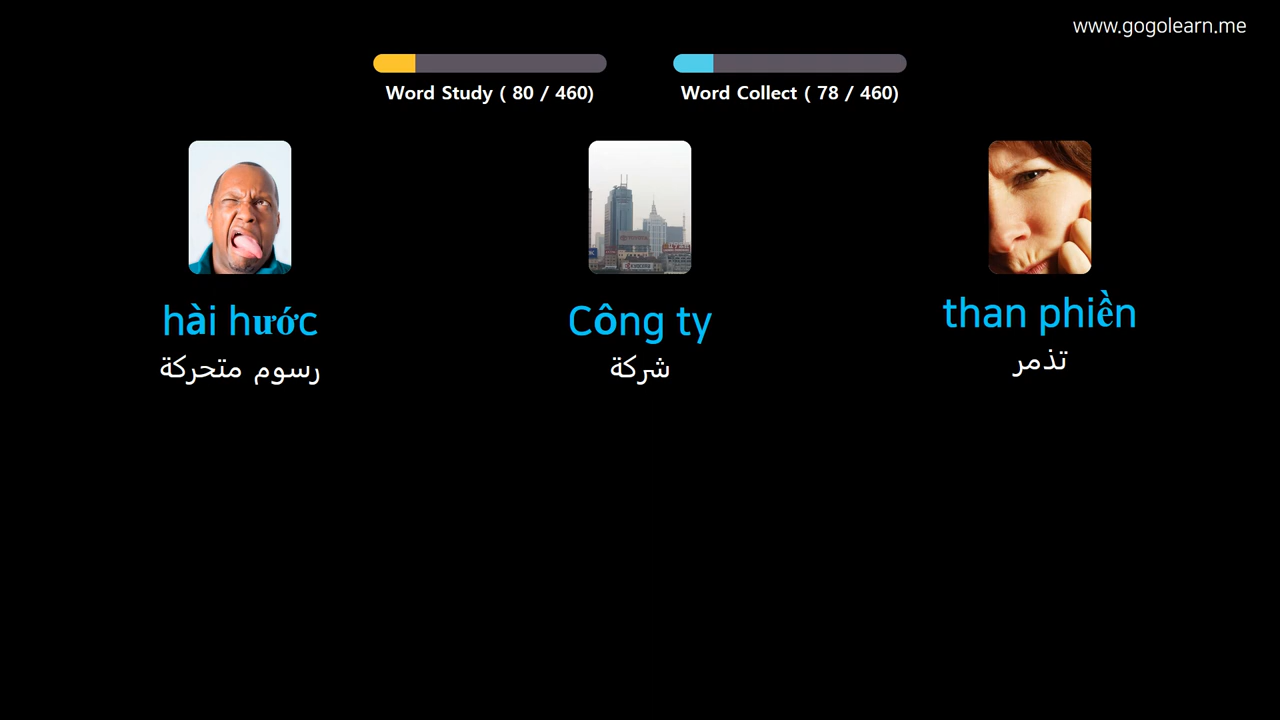 www.gogolearn.me
Word Study ( 80 / 460)
Word Collect ( 78 / 460)
hài hước
رسوم متحركة
Công ty
شركة
than phiền
تذمر